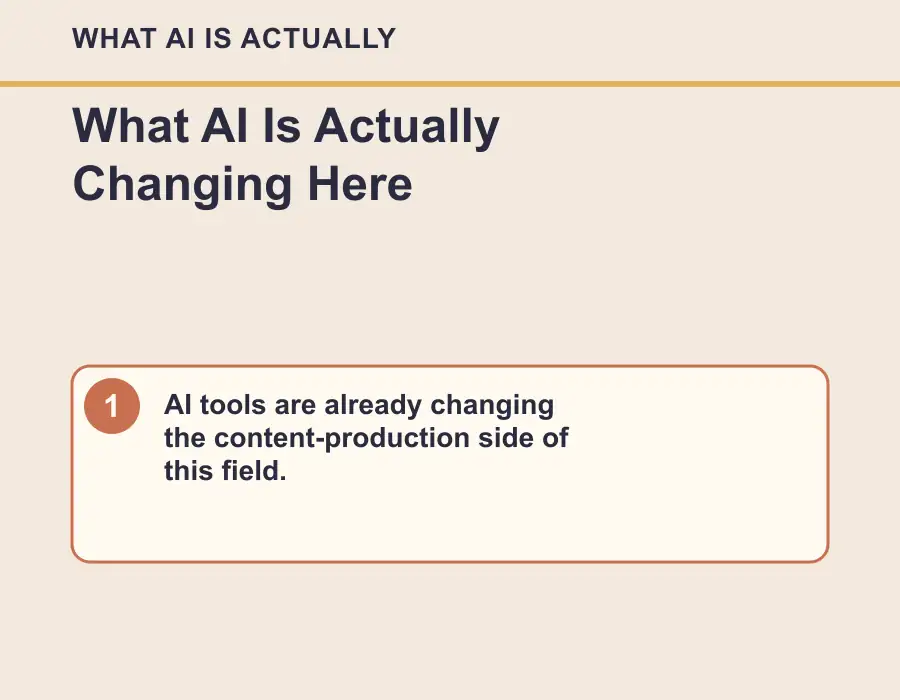 WHAT AI IS ACTUALLY
What AI Is Actually
Changing Here
1
AI tools are already changing
the content-production side of
this field.